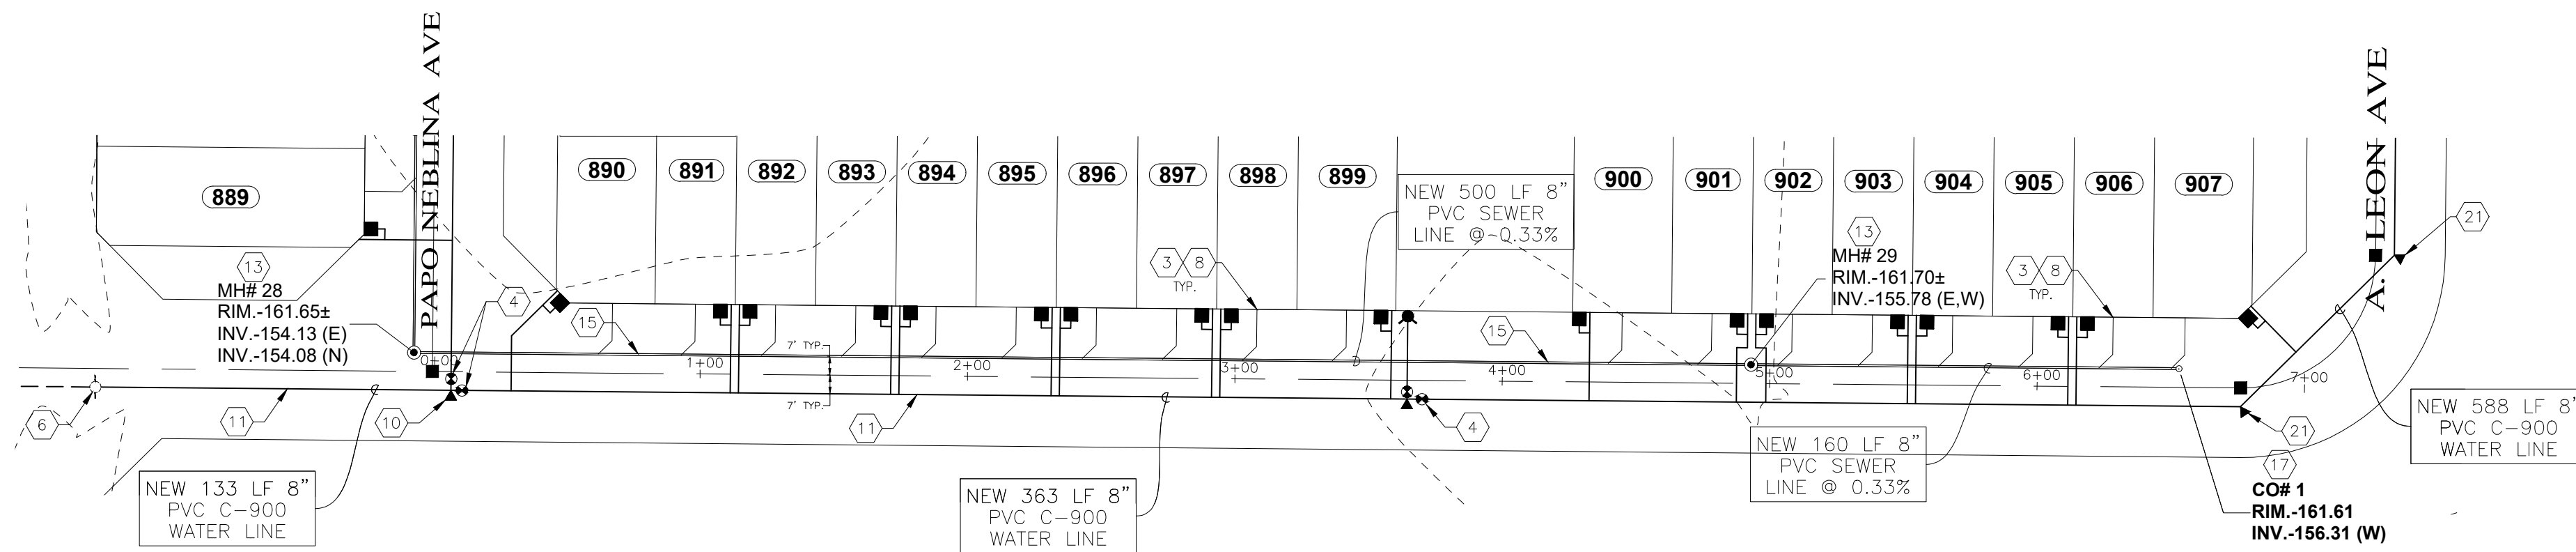 PAPO NEBLINA AVE
A. LEON AVE
889
890
891
892
893
894
895
896
897
898
899
900
901
902
903
904
905
906
907
13
MH# 28
RIM.-161.65±
INV.-154.13 (E)
INV.-154.08 (N)
4
15
3
8
TYP.
NEW 500 LF 8"
PVC SEWER
LINE @-0.33%
15
13
MH# 29
RIM.-161.70±
INV.-155.78 (E,W)
3
8
TYP.
21
7' TYP.
7' TYP.
0+00
1+00
2+00
3+00
4+00
5+00
6+00
7+00
6
11
10
11
4
21
NEW 133 LF 8"
PVC C-900
WATER LINE
NEW 363 LF 8"
PVC C-900
WATER LINE
NEW 160 LF 8"
PVC SEWER
LINE @ 0.33%
NEW 588 LF 8"
PVC C-900
WATER LINE
17
CO# 1
RIM.-161.61
INV.-156.31 (W)